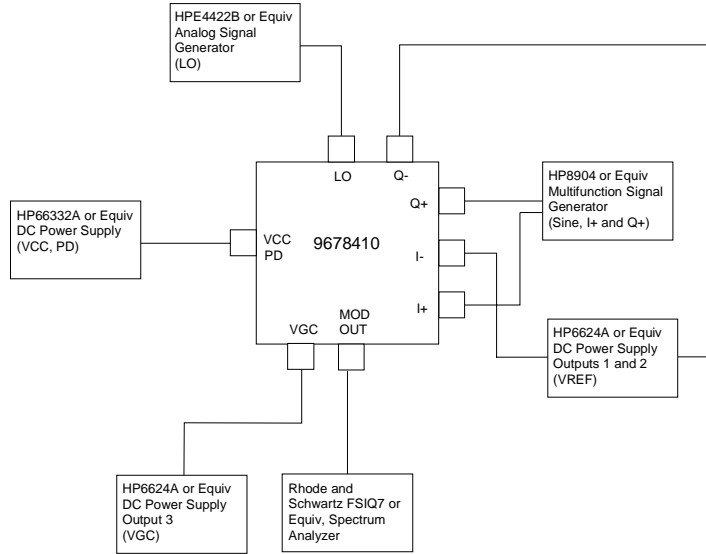 HPE4422B or Equiv
Analog Signal
Generator
(LO)
LO
Q-
Q+
HP8904 or Equiv
Multifunction Signal
Generator
(Sine, I+ and Q+)
HP66332A or Equiv
DC Power Supply
(VCC, PD)
VCC
PD
9678410
I-
I+
MOD
OUT
VGC
HP6624A or Equiv
DC Power Supply
Outputs 1 and 2
(VREF)
HP6624A or Equiv
DC Power Supply
Output 3
(VGC)
Rhode and
Schwartz FSIQ7 or
Equiv, Spectrum
Analyzer